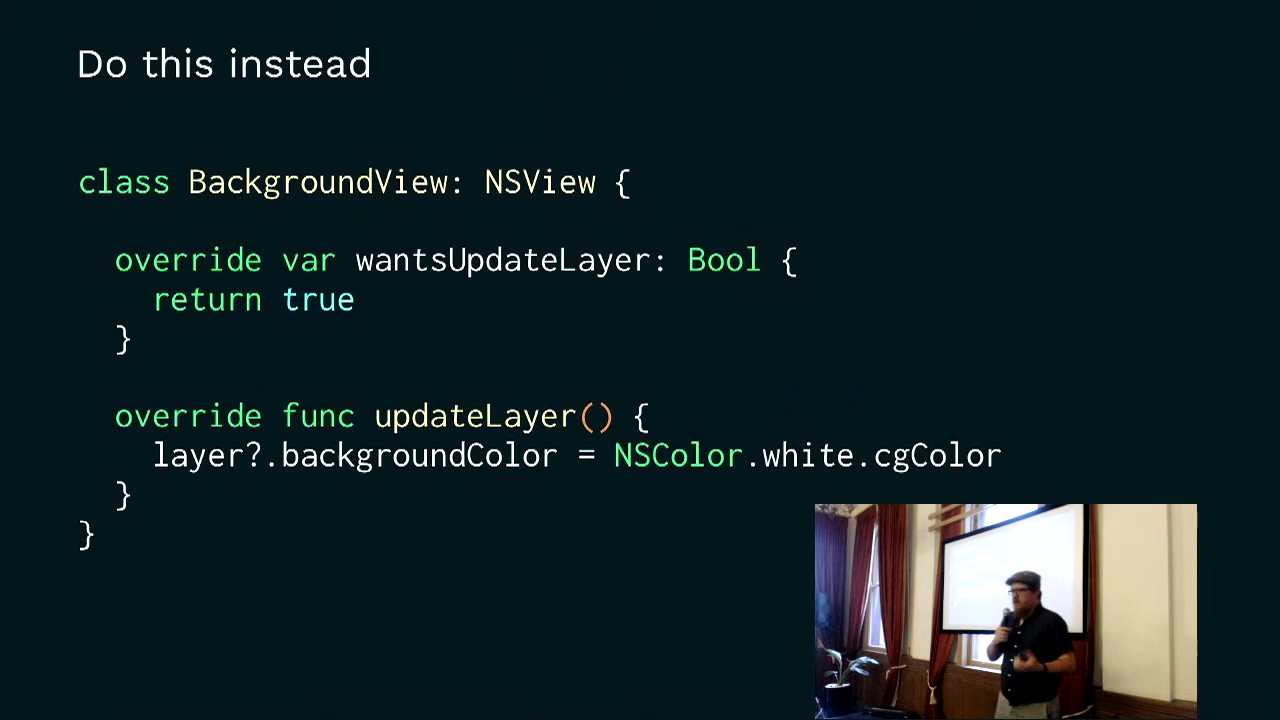 Do this instead
class BackgroundView: NSView {
override var wantsUpdateLayer: Bool {
return true
}
override func updateLayer() {
layer?.backgroundColor = NSColor.white.cgColor
}
}